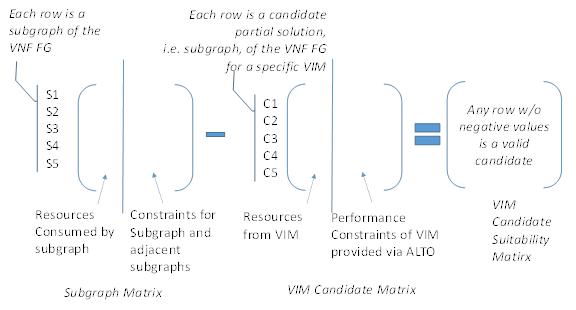 Each row is a
subgraph of the
VNF FG
Each row is a candidate
partial solution,
i.e. subgraph, of the VNF FG
for a specific VIM
S1
S2
S3
S4
S5
C1
C2
C3
C4
C5
Any row w/o
negative values
is a valid
candidate
Resources
Consumed by
subgraph
Constraints for
Subgraph and
adjacent
subgraphs
Resources
from VIM
Performance
Constraints of VIM
provided via ALTO
VIM
Candidate
Suitability
Matirx
Subgraph Matrix
VIM Candidate Matrix